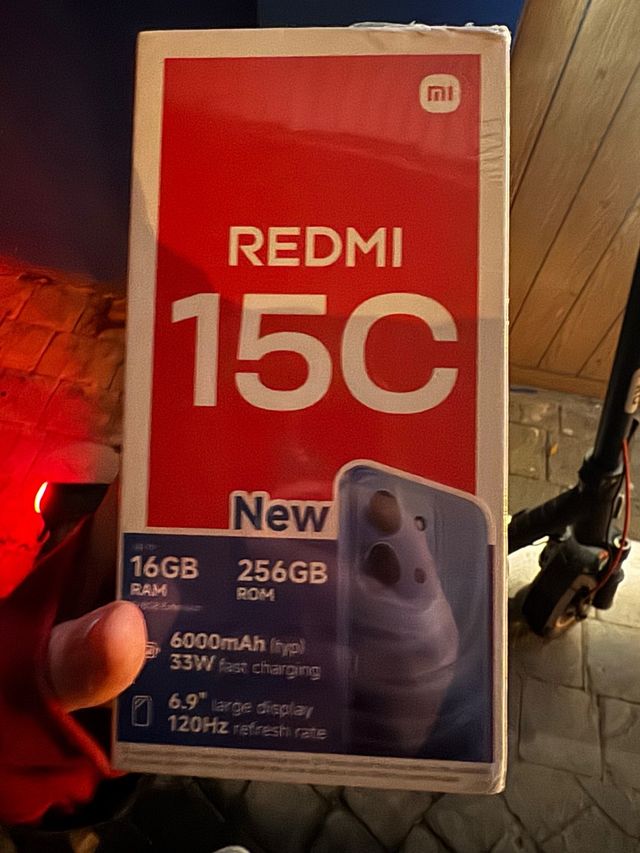 mi
REDMI
15C
New
16GB 256GB
RAM ROM
6000mAh (typ)
33W fast charging
6.9" large display
120Hz refresh rate